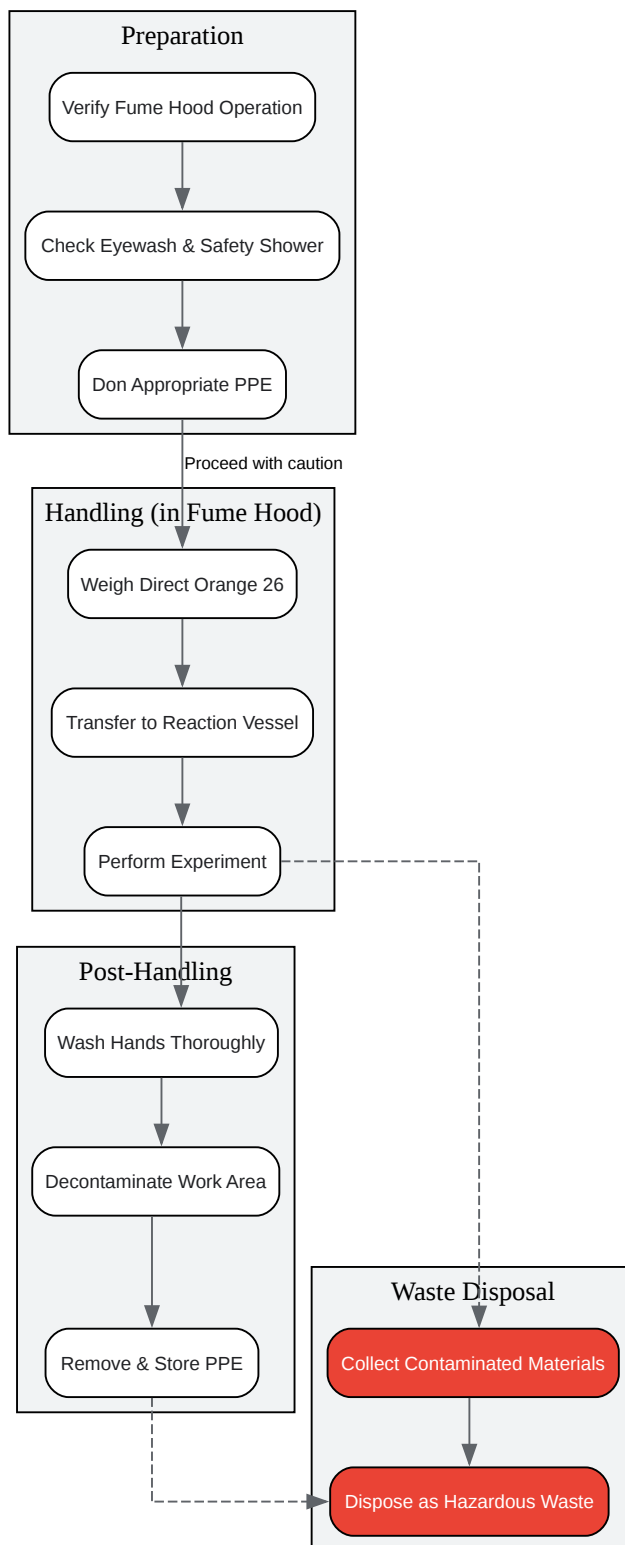 Preparation
Verify Fume Hood Operation
Check Eyewash & Safety Shower
Don Appropriate PPE
Proceed with caution
Handling (in Fume Hood)
Weigh Direct Orange 26
Transfer to Reaction Vessel
Perform Experiment
Post-Handling
Wash Hands Thoroughly
Decontaminate Work Area
Remove & Store PPE
Waste Disposal
Collect Contaminated Materials
Dispose as Hazardous Waste